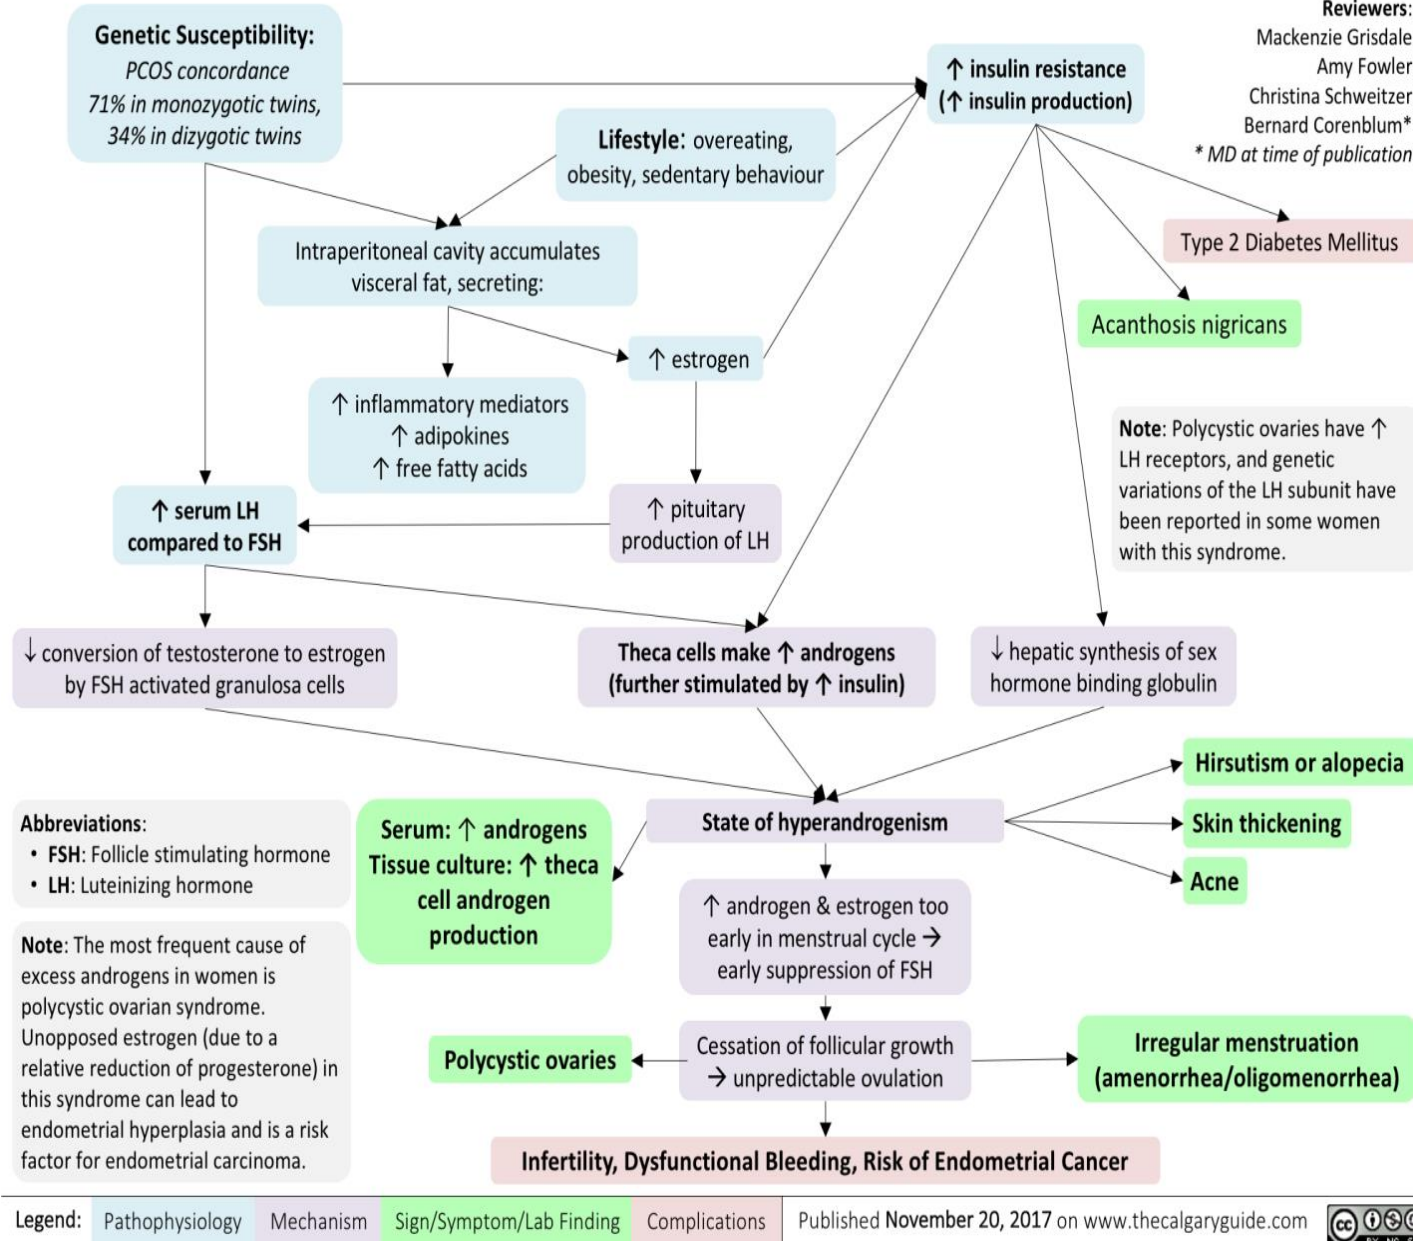 Reviewers:
Mackenzie Grisdale
Amy Fowler
Christina Schweitzer
Bernard Corenblum*
* MD at time of publication
Genetic Susceptibility:
PCOS concordance
71% in monozygotic twins,
34% in dizygotic twins
↑ insulin resistance
(↑ insulin production)
Lifestyle: overeating,
obesity, sedentary behaviour
Intraperitoneal cavity accumulates
visceral fat, secreting:
Type 2 Diabetes Mellitus
Acanthosis nigricans
↑ estrogen
↑ inflammatory mediators
↑ adipokines
↑ free fatty acids
Note: Polycystic ovaries have ↑
LH receptors, and genetic
variations of the LH subunit have
been reported in some women
with this syndrome.
↑ serum LH
compared to FSH
↑ pituitary
production of LH
↓ conversion of testosterone to estrogen
by FSH activated granulosa cells
Theca cells make ↑ androgens
(further stimulated by ↑ insulin)
↓ hepatic synthesis of sex
hormone binding globulin
Hirsutism or alopecia
Skin thickening
Acne
State of hyperandrogenism
Serum: ↑ androgens
Tissue culture: ↑ theca
cell androgen
production
Abbreviations:
• FSH: Follicle stimulating hormone
• LH: Luteinizing hormone
↑ androgen & estrogen too
early in menstrual cycle →
early suppression of FSH
Note: The most frequent cause of
excess androgens in women is
polycystic ovarian syndrome.
Unopposed estrogen (due to a
relative reduction of progesterone) in
this syndrome can lead to
endometrial hyperplasia and is a risk
factor for endometrial carcinoma.
Polycystic ovaries
Cessation of follicular growth
→ unpredictable ovulation
Irregular menstruation
(amenorrhea/oligomenorrhea)
Infertility, Dysfunctional Bleeding, Risk of Endometrial Cancer
Legend: Pathophysiology Mechanism Sign/Symptom/Lab Finding Complications Published November 20, 2017 on www.thecalgaryguide.com
cc